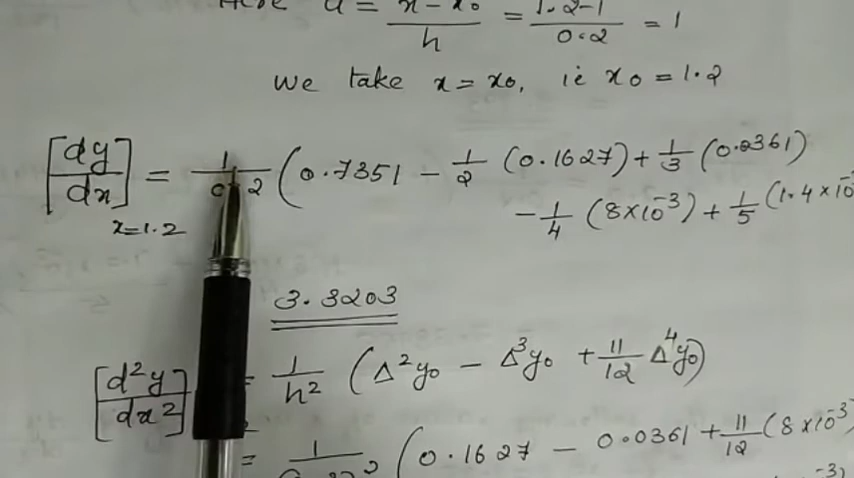 u = x - x₀ / h = 1.2-1 / 0.2 = 1
we take x = x₀, ie x₀ = 1.2
[dy/dx] x=1.2 = 1/0.2 (0.7351 - 1/2 (0.1627) + 1/3 (0.0361)
- 1/4 (8×10⁻³) + 1/5 (1.4 × 10
3.3203
[d²y/dx²] = 1/h² (Δ²y₀ - Δ³y₀ + 11/12 Δ⁴y₀)
= 1/ (0.1627 - 0.0361 + 11/12 (8×10⁻³)